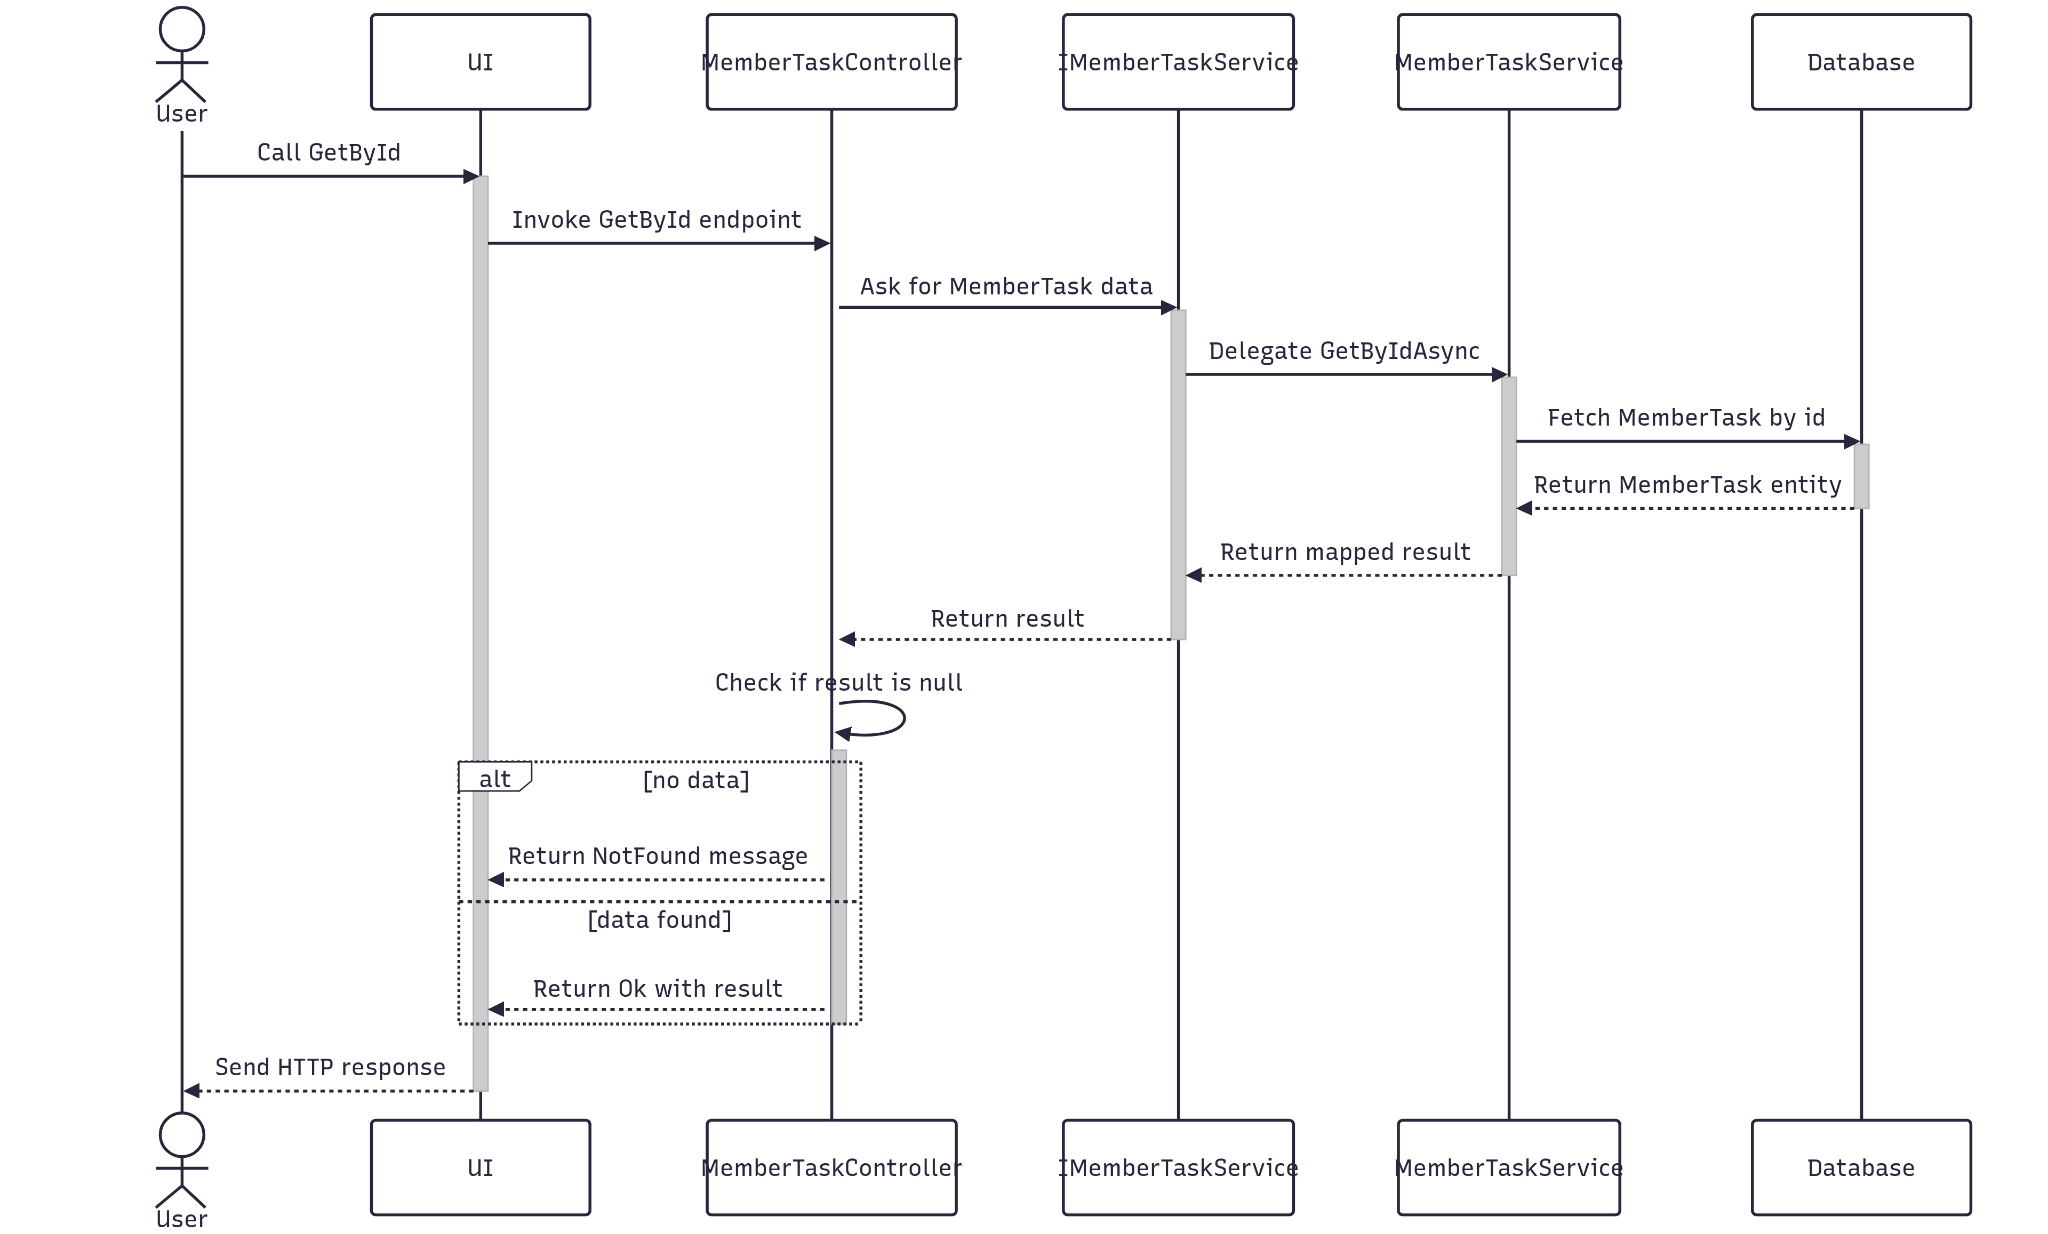 User
UI
MemberTaskController
IMemberTaskService
MemberTaskService
Database
Call GetById
Invoke GetById endpoint
Ask for MemberTask data
Delegate GetByIdAsync
Fetch MemberTask by id
Return MemberTask entity
Return mapped result
Return result
Check if result is null
alt
[no data]
Return NotFound message
[data found]
Return Ok with result
Send HTTP response
User
UI
MemberTaskController
IMemberTaskService
MemberTaskService
Database